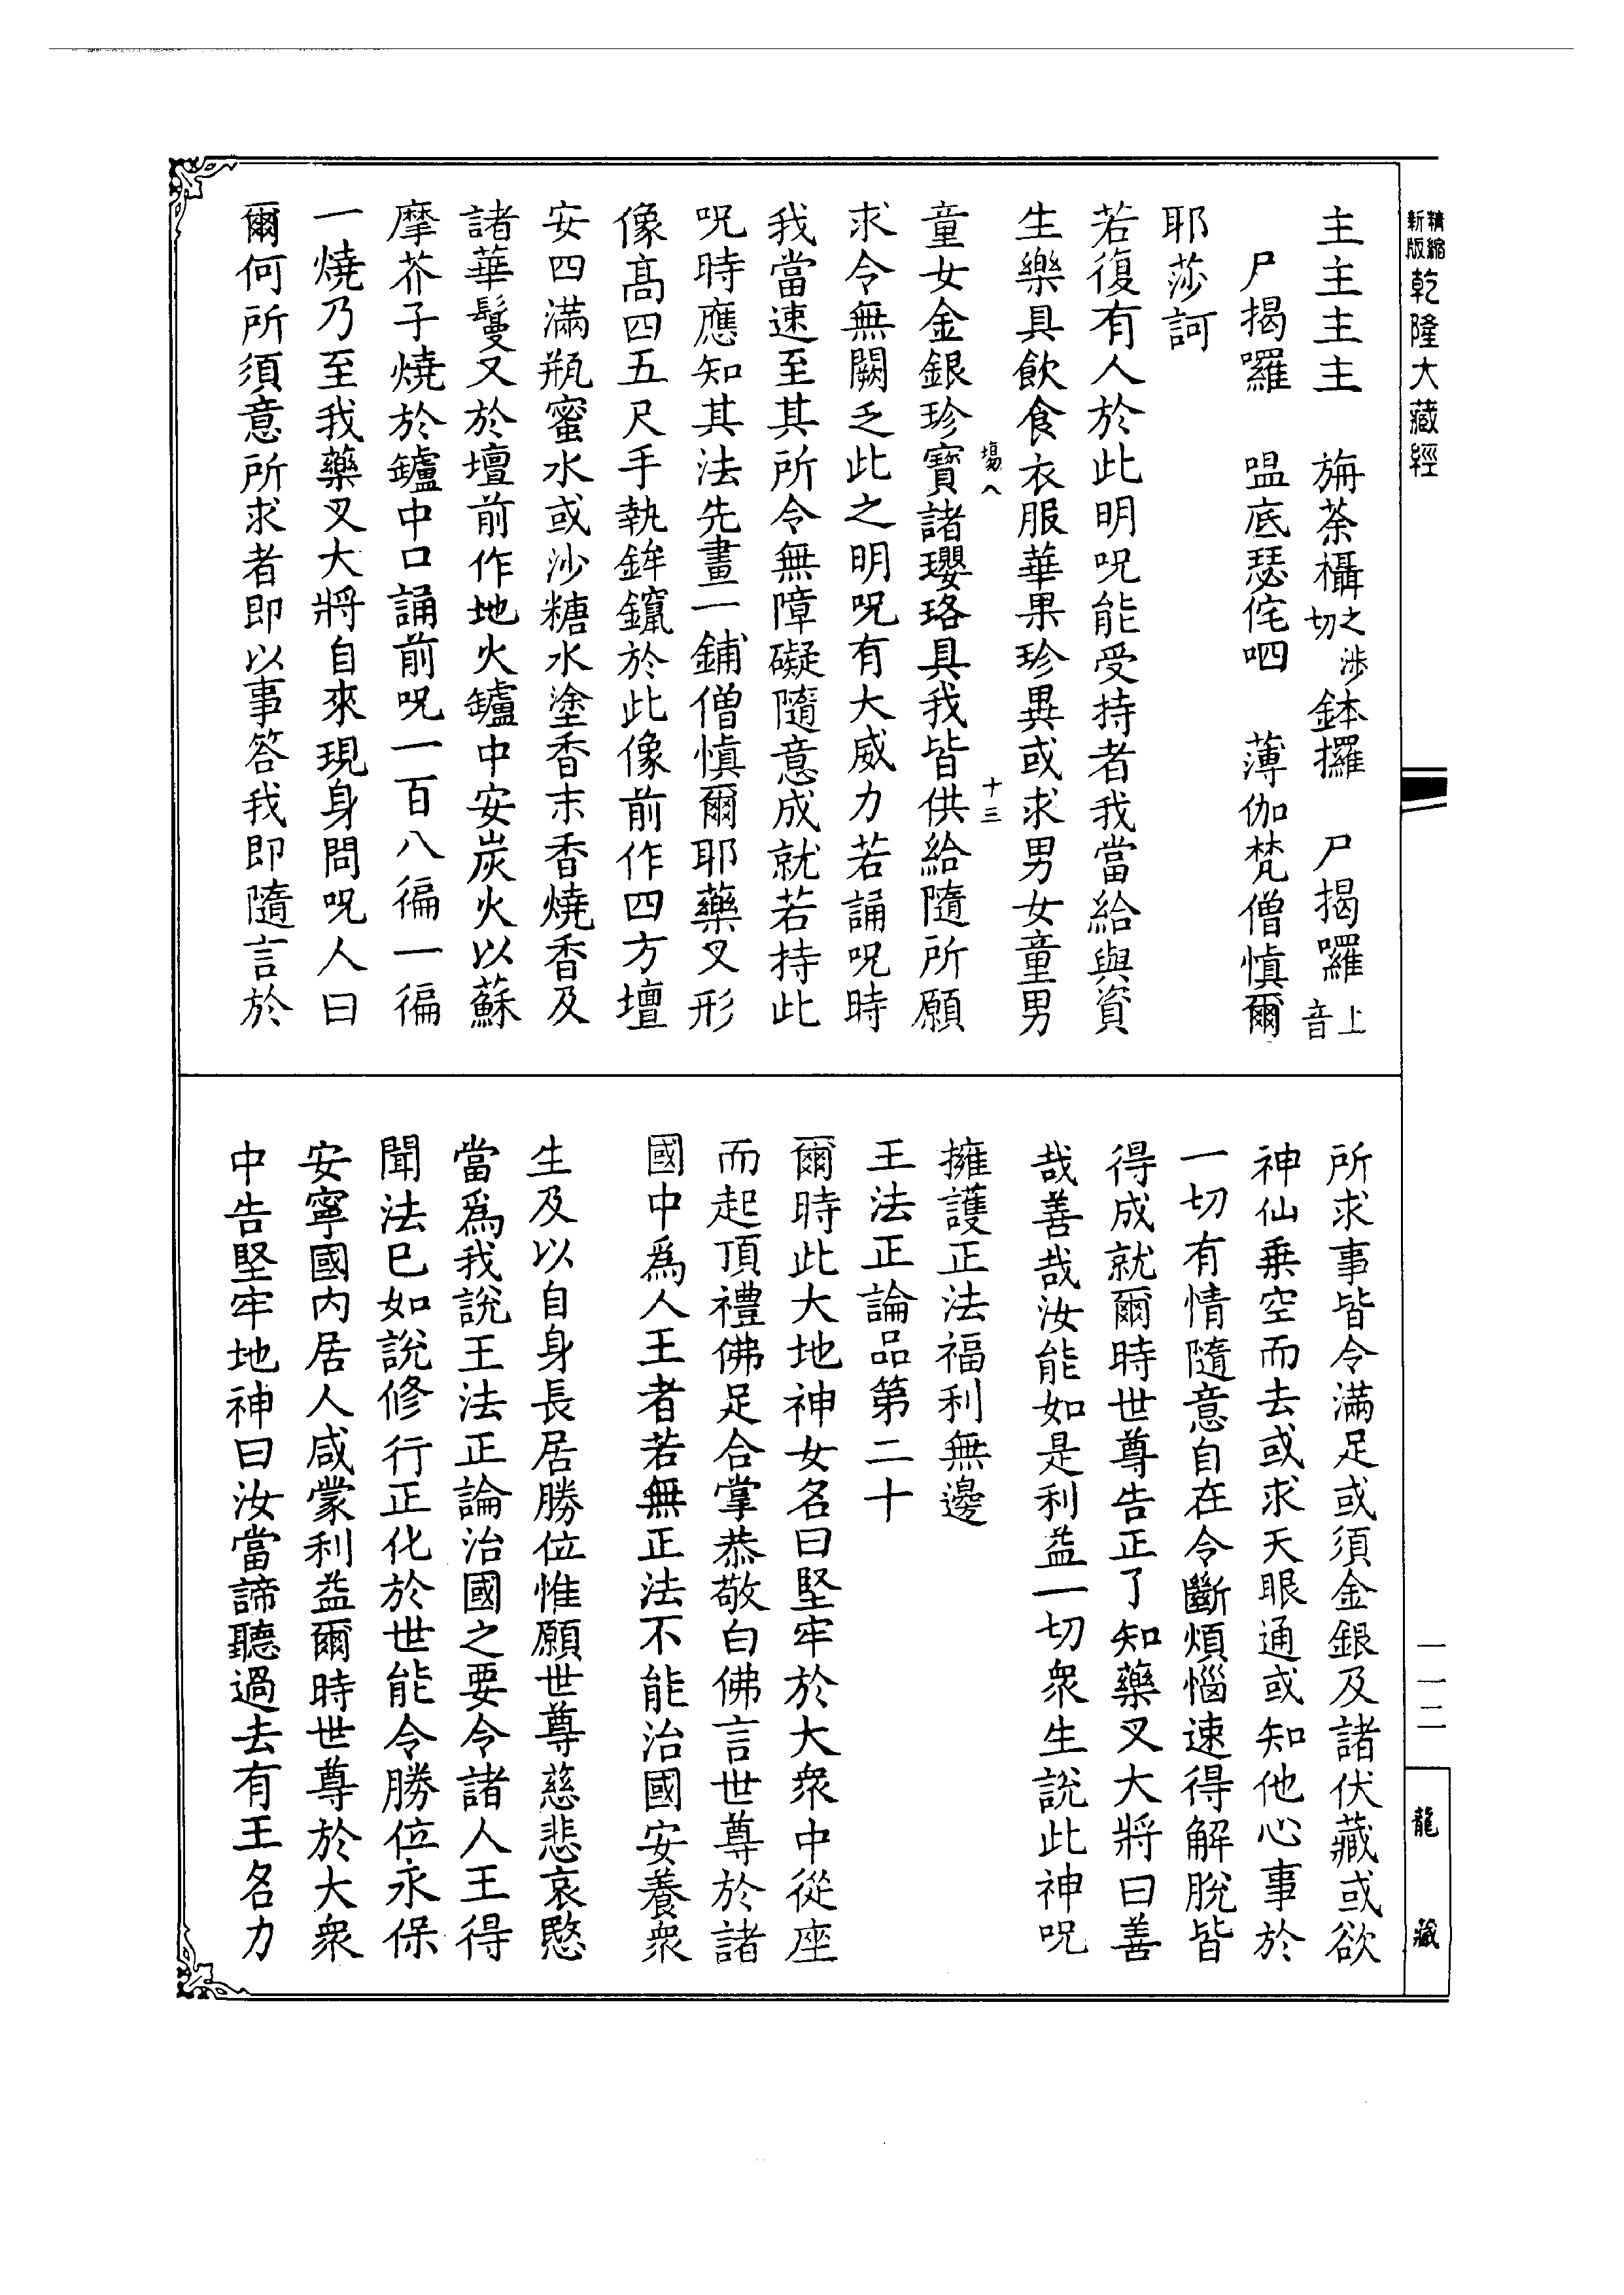 精縮
新版
乾隆大藏經
主主主主　旃荼欇之涉切鉢攞　尸揭囉上音
尸揭囉　嗢底瑟侘呬　薄伽梵僧慎爾
耶莎訶
若復有人於此明呪能受持者我當給與資
生樂具飲食衣服華果珍異或求男女童男
場八　十三
童女金銀珍寶諸瓔珞具我皆供給隨所願
求令無闕乏此之明呪有大威力若誦呪時
我當速至其所令無障礙隨意成就若持此
呪時應知其法先畫一鋪僧慎爾耶藥叉形
像高四五尺手執鉾鑹於此像前作四方壇
安四滿瓶蜜水或沙糖水塗香末香燒香及
諸華鬘又於壇前作地火鑪中安炭火以蘇
摩芥子燒於鑪中口誦前呪一百八徧一徧
一燒乃至我藥叉大將自來現身問呪人曰
爾何所須意所求者即以事答我即隨言於
所求事皆令滿足或須金銀及諸伏藏或欲
神仙乗空而去或求天眼通或知他心事於
一切有情隨意自在令斷煩惱速得解脫皆
得成就爾時世尊告正了知藥叉大將曰善
哉善哉汝能如是利益一切衆生說此神呪
擁護正法福利無邊
王法正論品第二十
爾時此大地神女名曰堅牢於大衆中從座
而起頂禮佛足合掌恭敬白佛言世尊於諸
國中爲人王者若無正法不能治國安養衆
生及以自身長居勝位惟願世尊慈悲哀愍
當爲我說王法正論治國之要令諸人王得
聞法已如說修行正化於世能令勝位永保
安寧國內居人咸蒙利益爾時世尊於大衆
中告堅牢地神曰汝當諦聽過去有王名力
一一二
龍藏